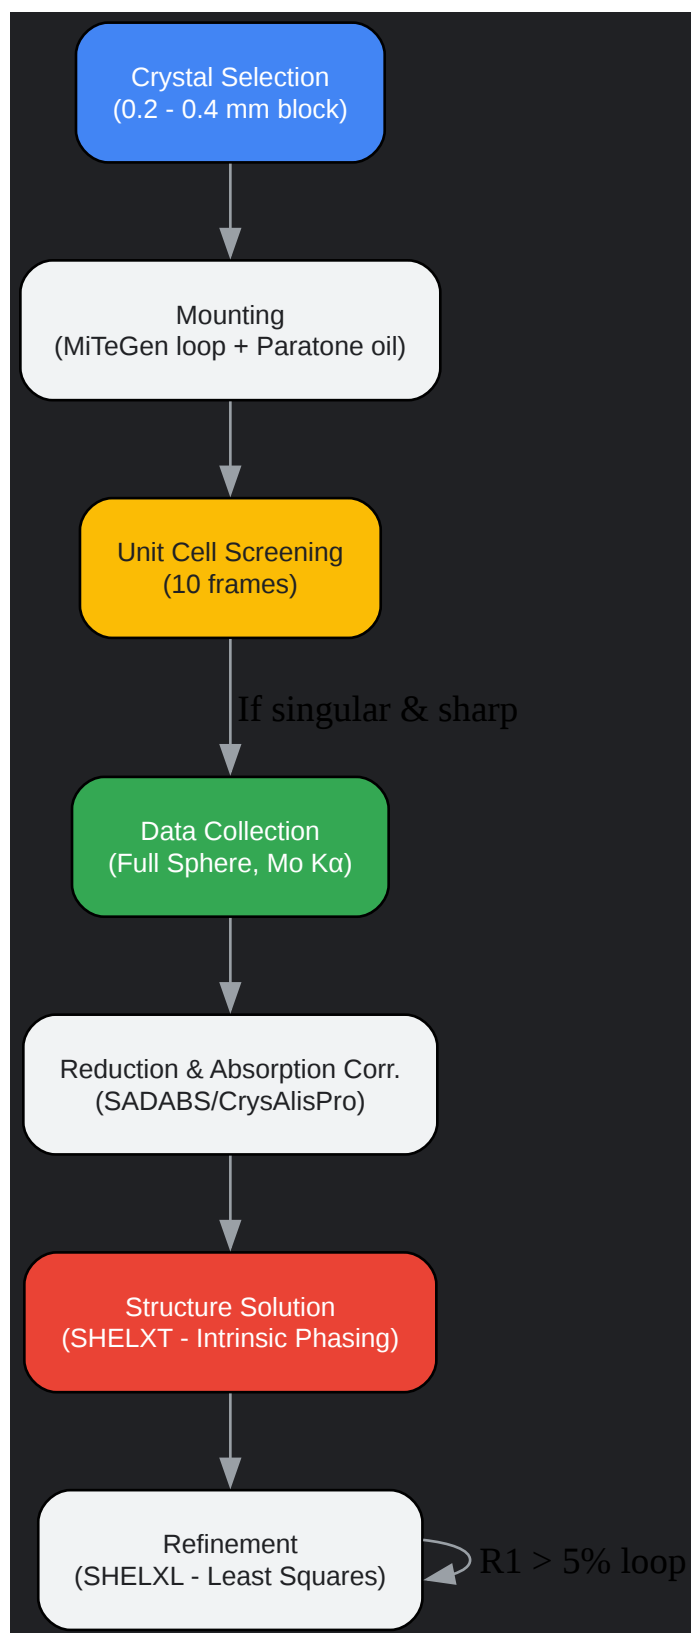 Crystal Selection
(0.2 - 0.4 mm block)
Mounting
(MiTeGen loop + Paratone oil)
Unit Cell Screening
(10 frames)
If singular & sharp
Data Collection
(Full Sphere, Mo Kα)
Reduction & Absorption Corr.
(SADABS/CrysAlisPro)
Structure Solution
(SHELXT - Intrinsic Phasing)
Refinement
(SHELXL - Least Squares)
R1 > 5% loop